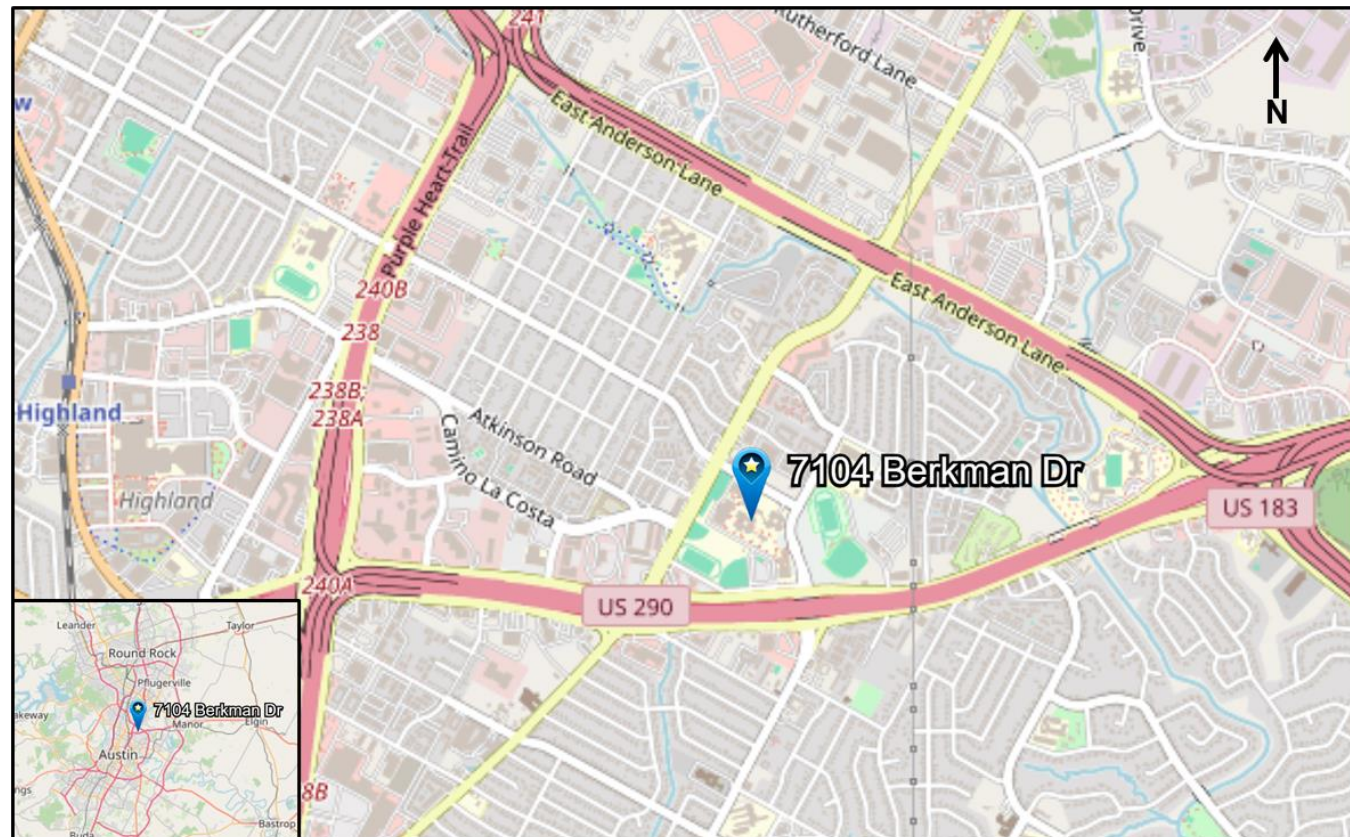 241
Rutherford Lane
Drive
N
w
East Anderson Lane
Purple Heart Trail
240B
East Anderson Lane
238
238B;
238A
Highland
Atkinson Road
Camino La Costa
7104 Berkman Dr
Highland
US 183
240A
US 290
Leander
Taylor
Round Rock
Pflugerville
7104 Berkman Dr
akeway
Manor
Elgin
Austin
ngs
8B
Bastrop
Buda